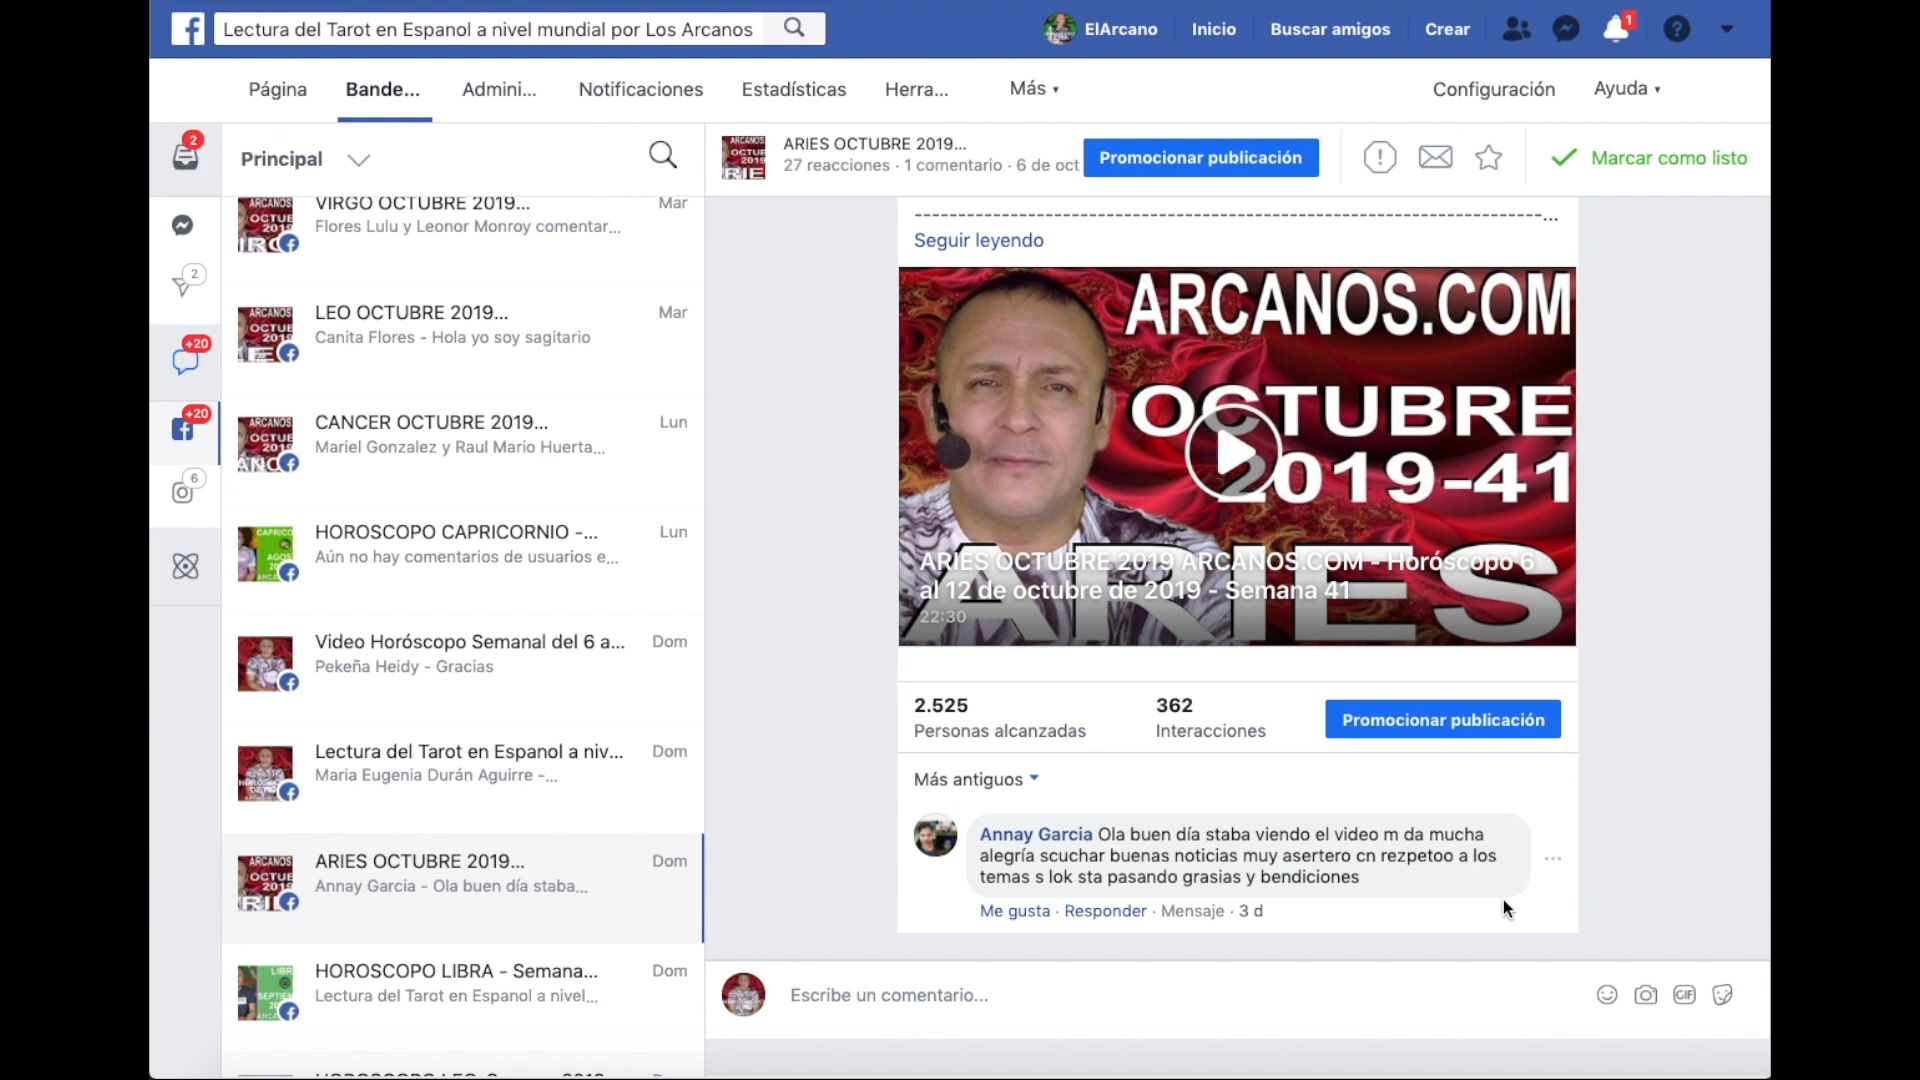 Lectura del Tarot en Espanol a nivel mundial por Los Arcanos
ElArcano
Inicio
Buscar amigos
Crear
1
Página
Bande...
Admini...
Notificaciones
Estadísticas
Herra...
Más
Configuración
Ayuda
2
2
+20
+20
6
Principal
VIRGO OCTUBRE 2019...
Mar
Flores Lulu y Leonor Monroy comentar...
LEO OCTUBRE 2019...
Mar
Canita Flores - Hola yo soy sagitario
CANCER OCTUBRE 2019...
Lun
Mariel Gonzalez y Raul Mario Huerta...
HOROSCOPO CAPRICORNIO -...
Lun
Aún no hay comentarios de usuarios e...
Video Horóscopo Semanal del 6 a...
Dom
Pekeña Heidy - Gracias
Lectura del Tarot en Espanol a niv...
Dom
Maria Eugenia Durán Aguirre -...
ARIES OCTUBRE 2019...
Dom
Annay Garcia - Ola buen día staba...
HOROSCOPO LIBRA - Semana...
Dom
Lectura del Tarot en Espanol a nivel...
ARIES OCTUBRE 2019...
27 reacciones · 1 comentario · 6 de oct
Promocionar publicación
Marcar como listo
------------------------------------------------------------------------...
Seguir leyendo
ARCANOS.COM
OCTUBRE
2019-41
ARIES
ARIES OCTUBRE 2019 ARCANOS.COM - Horóscopo 6
al 12 de octubre de 2019 - Semana 41
22:30
2.525
Personas alcanzadas
362
Interacciones
Promocionar publicación
Más antiguos
Annay Garcia Ola buen día staba viendo el video m da mucha
alegría scuchar buenas noticias muy asertero cn rezpetoo a los
temas s lok sta pasando grasias y bendiciones
Me gusta · Responder · Mensaje · 3 d
Escribe un comentario...
GIF